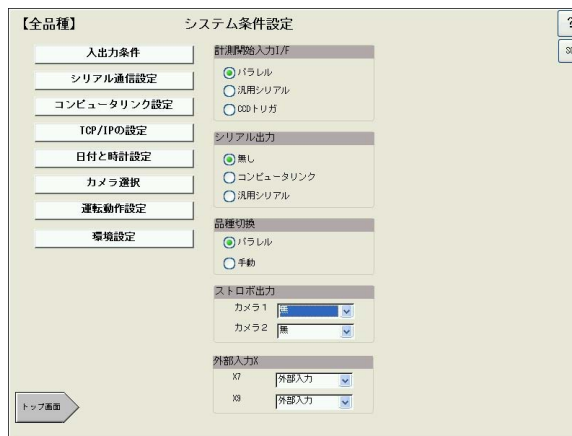 【全品種】 システム条件設定
?
入出力条件
シリアル通信設定
コンピュータリンク設定
TCP/IPの設定
日付と時計設定
カメラ選択
運転動作設定
環境設定
計測開始入力I/F
パラレル
汎用シリアル
CCDトリガ
シリアル出力
無し
コンピュータリンク
汎用シリアル
品種切換
パラレル
手動
ストロボ出力
カメラ1 無
カメラ2 無
外部入力X
X7 外部入力
X9 外部入力
トップ画面